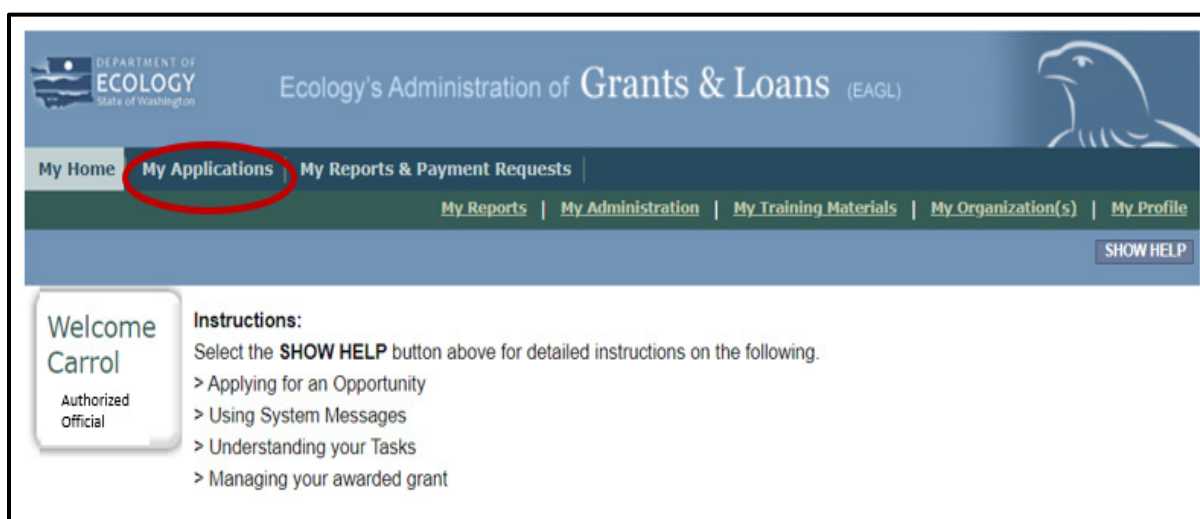 DEPARTMENT OF
ECOLOGY
State of Washington
Ecology's Administration of Grants & Loans (EAGL)
My Home My Applications My Reports & Payment Requests
My Reports | My Administration | My Training Materials | My Organization(s) | My Profile
SHOW HELP
Welcome
Carrol
Authorized
Official
Instructions:
Select the SHOW HELP button above for detailed instructions on the following.
> Applying for an Opportunity
> Using System Messages
> Understanding your Tasks
> Managing your awarded grant